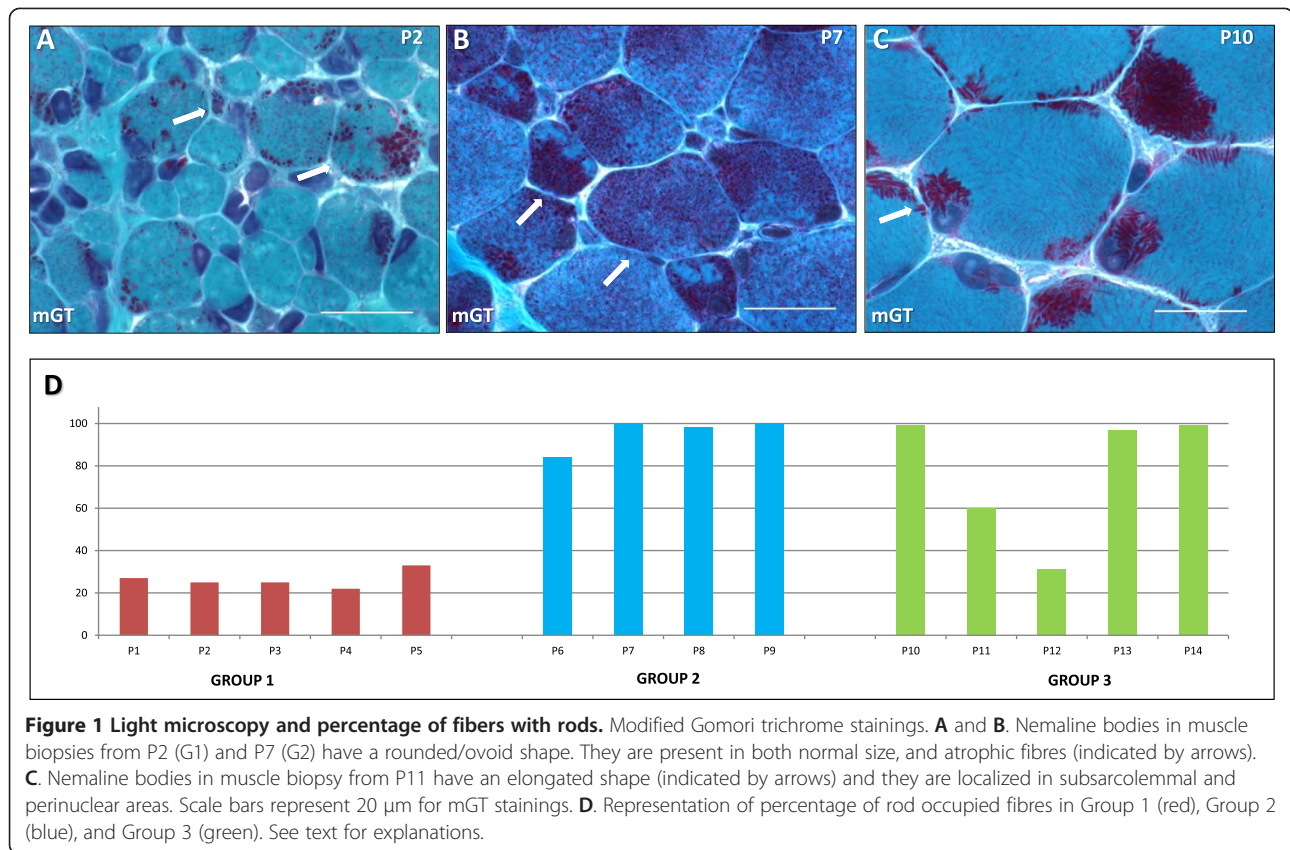 A P2
mGT
B P7
mGT
C P10
mGT
D
100
80
60
40
20
0
P1 P2 P3 P4 P5 P6 P7 P8 P9 P10 P11 P12 P13 P14
GROUP 1 GROUP 2 GROUP 3
Figure 1 Light microscopy and percentage of fibers with rods. Modified Gomori trichrome stainings. A and B. Nemaline bodies in muscle
biopsies from P2 (G1) and P7 (G2) have a rounded/ovoid shape. They are present in both normal size, and atrophic fibres (indicated by arrows).
C. Nemaline bodies in muscle biopsy from P11 have an elongated shape (indicated by arrows) and they are localized in subsarcolemmal and
perinuclear areas. Scale bars represent 20 μm for mGT stainings. D. Representation of percentage of rod occupied fibres in Group 1 (red), Group 2
(blue), and Group 3 (green). See text for explanations.